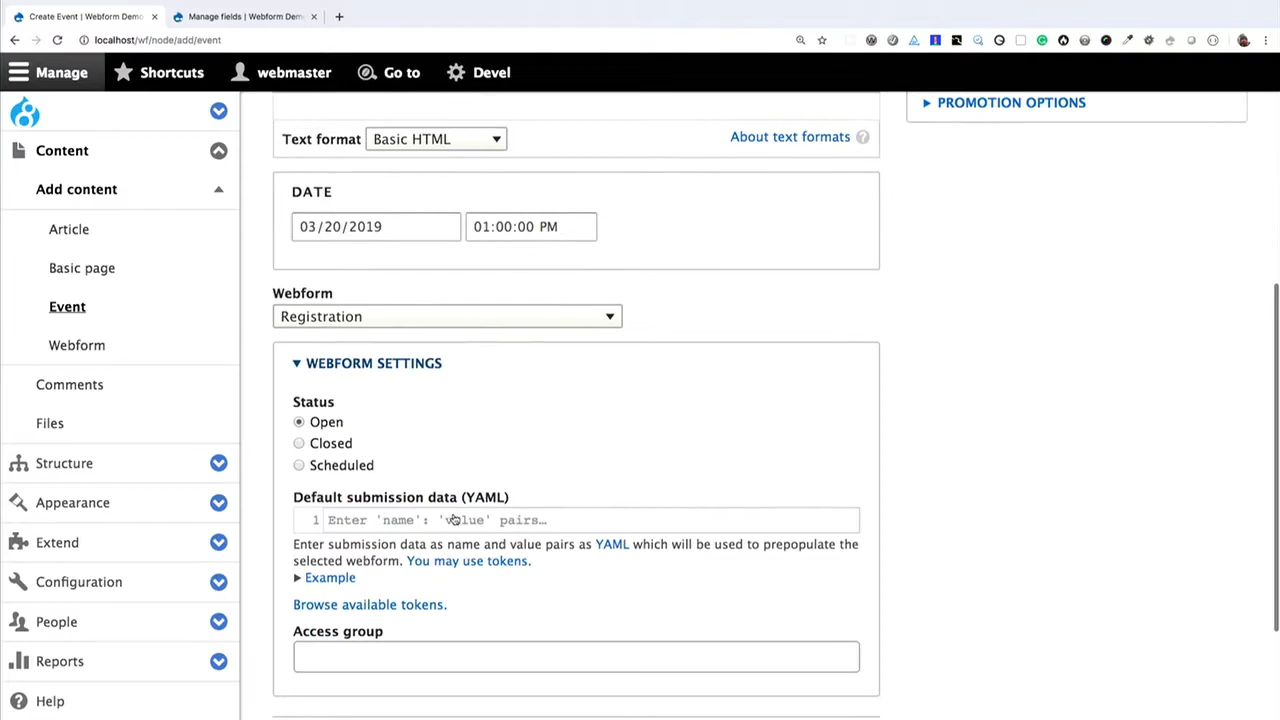 Create Event | Webform Dem
Manage fields | Webform Dem
localhost/wf/node/add/event
Manage
Shortcuts
webmaster
Go to
Devel
Content
Add content
Article
Basic page
Event
Webform
Comments
Files
Structure
Appearance
Extend
Configuration
People
Reports
Help
Text format
Basic HTML
About text formats
?
DATE
03/20/2019
01:00:00 PM
Webform
Registration
WEBFORM SETTINGS
Status
Open
Closed
Scheduled
Default submission data (YAML)
1 Enter 'name': 'value' pairs…
Enter submission data as name and value pairs as YAML which will be used to prepopulate the
selected webform. You may use tokens.
Example
Browse available tokens.
Access group
PROMOTION OPTIONS